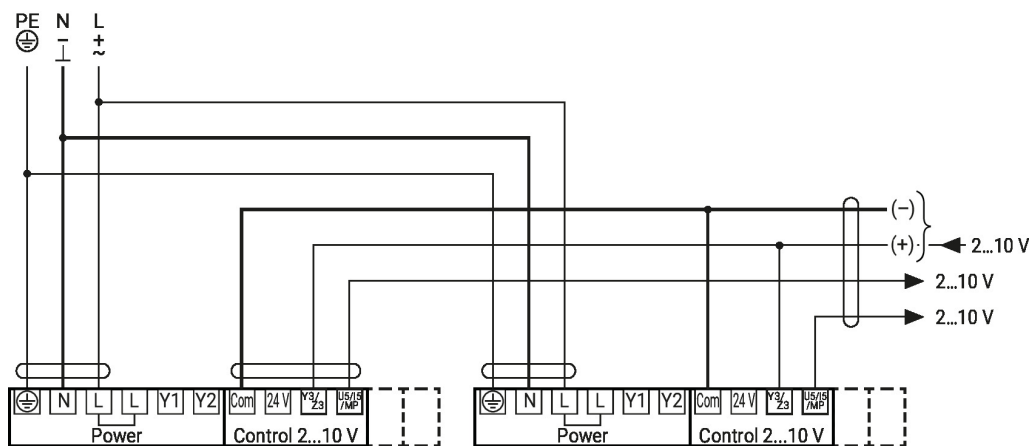 PE N L
– +
~
(–)
(+) 2...10 V
2...10 V
2...10 V
N L L Y1 Y2 Com 24 V Y3/Z3 U5/I5/MP
N L L Y1 Y2 Com 24 V Y3/Z3 U5/I5/MP
Power Control 2...10 V
Power Control 2...10 V